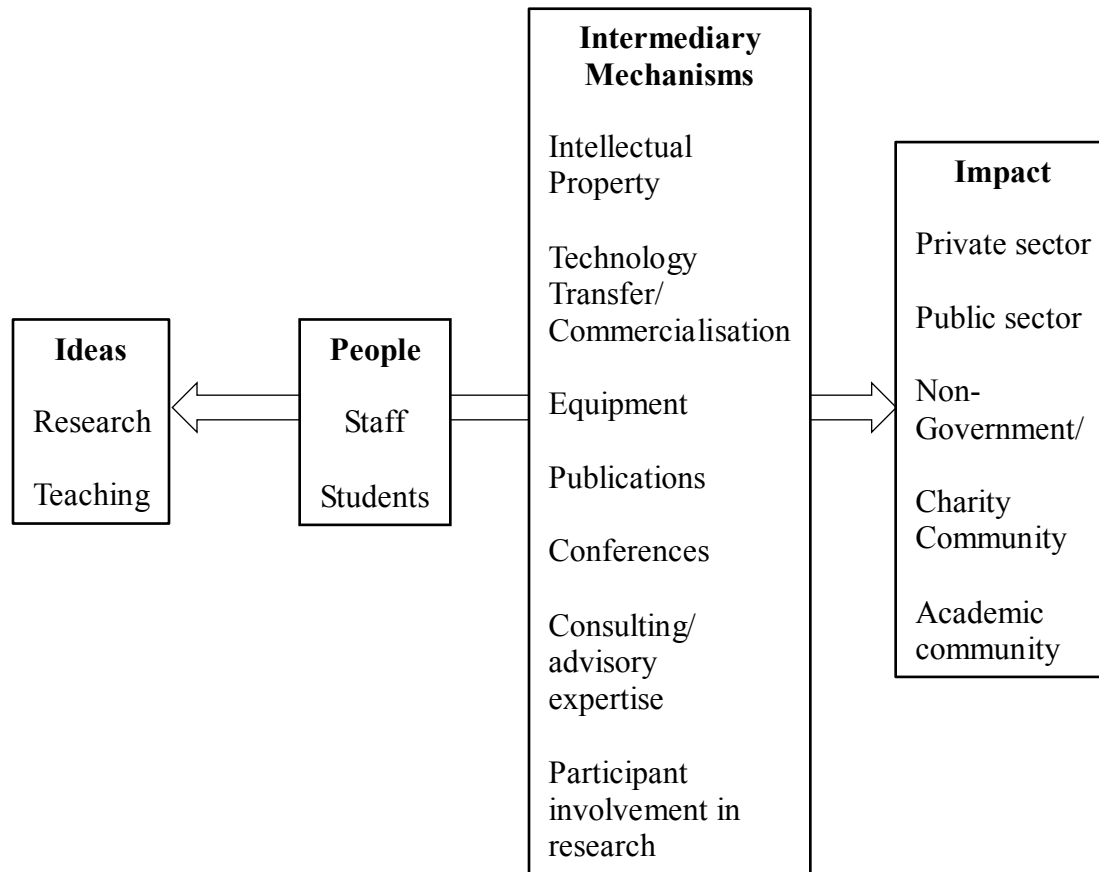 Ideas
Research
Teaching
People
Staff
Students
Intermediary
Mechanisms
Intellectual
Property
Technology
Transfer/
Commercialisation
Equipment
Publications
Conferences
Consulting/
advisory
expertise
Participant
involvement in
research
Impact
Private sector
Public sector
Non-
Government/
Charity
Community
Academic
community